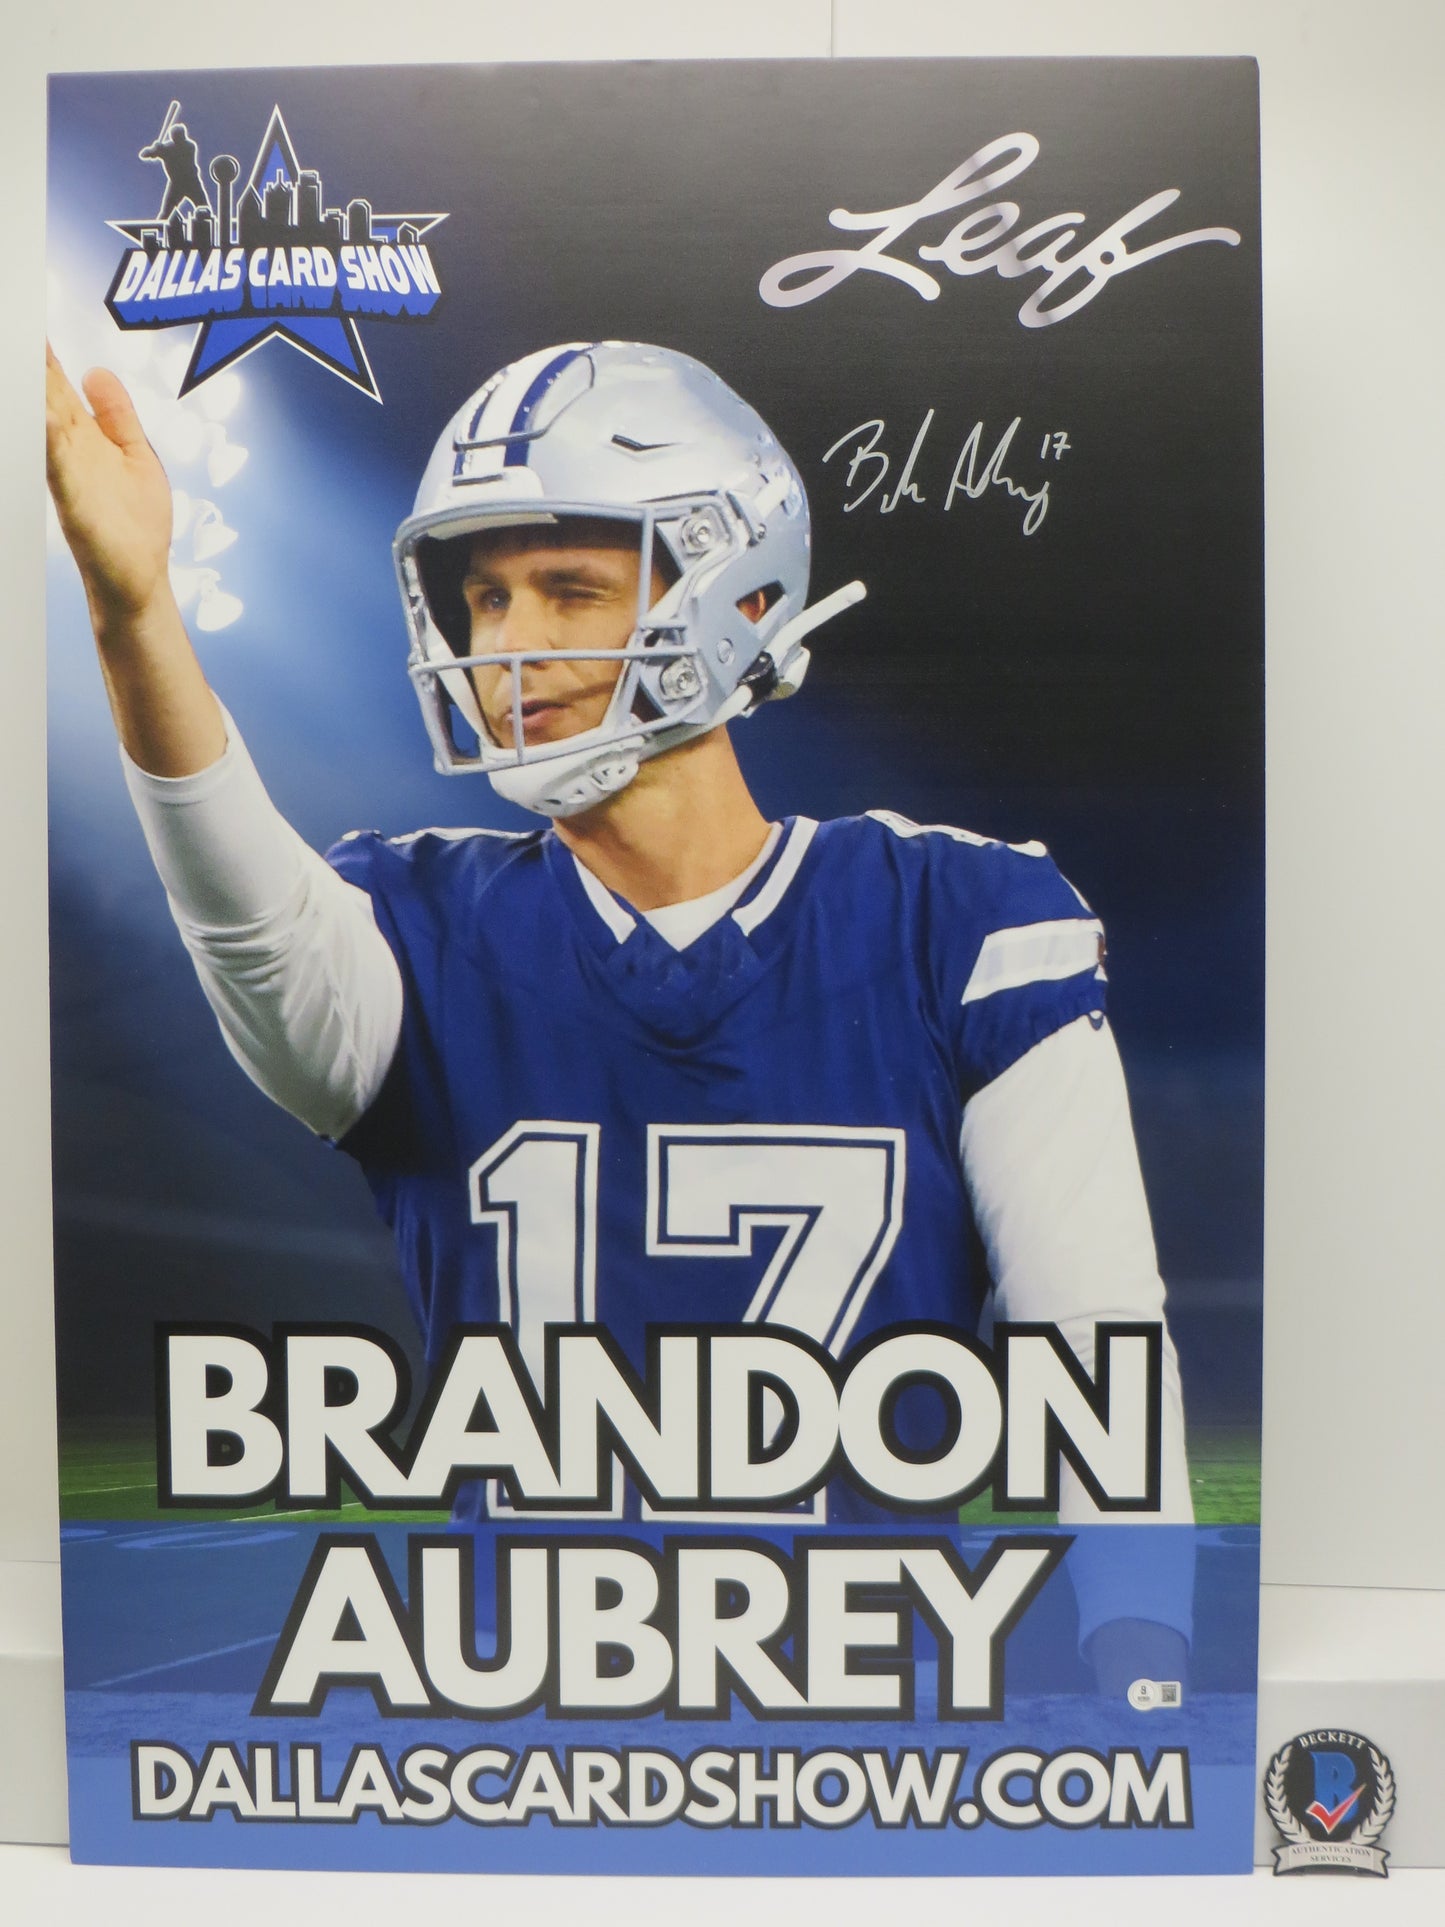 DALLAS CARD SHOW
Leaf
17
17
BRANDON
AUBREY
DALLASCARDSHOW.COM
BECKETT
B
AUTHENTICATION
SERVICES